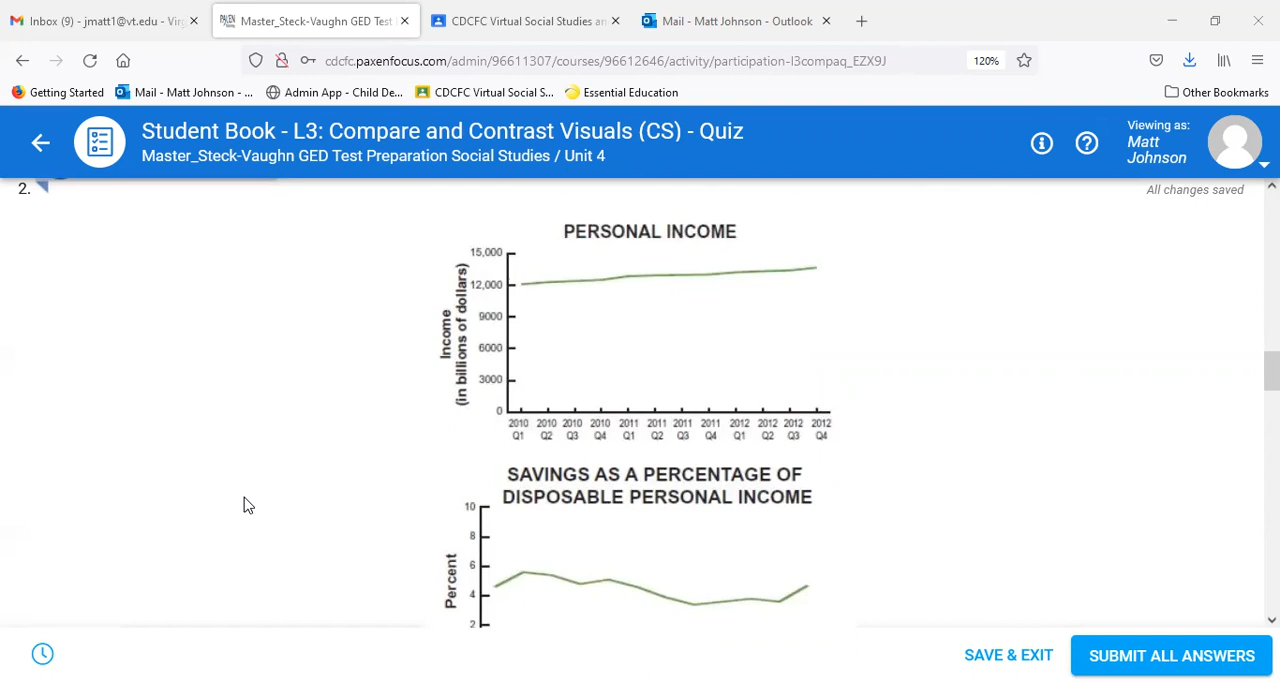 Inbox (9) - jmatt1@vt.edu - Vir
Master_Steck-Vaughn GED Test
CDCFC Virtual Social Studies an
Mail - Matt Johnson - Outlook
cdcfc.paxenfocus.com/admin/96611307/courses/96612646/activity/participation-l3compaq_EZX9J
120%
Getting Started
Mail - Matt Johnson - ...
Admin App - Child De...
CDCFC Virtual Social S...
Essential Education
Other Bookmarks
Student Book - L3: Compare and Contrast Visuals (CS) - Quiz
Master_Steck-Vaughn GED Test Preparation Social Studies / Unit 4
Viewing as:
Matt
Johnson
2.
All changes saved
PERSONAL INCOME
Income
(in billions of dollars)
15,000
12,000
9000
6000
3000
0
2010 2010 2010 2010 2011 2011 2011 2011 2012 2012 2012 2012
Q1 Q2 Q3 Q4 Q1 Q2 Q3 Q4 Q1 Q2 Q3 Q4
SAVINGS AS A PERCENTAGE OF
DISPOSABLE PERSONAL INCOME
Percent
10
8
6
4
2
SAVE & EXIT
SUBMIT ALL ANSWERS